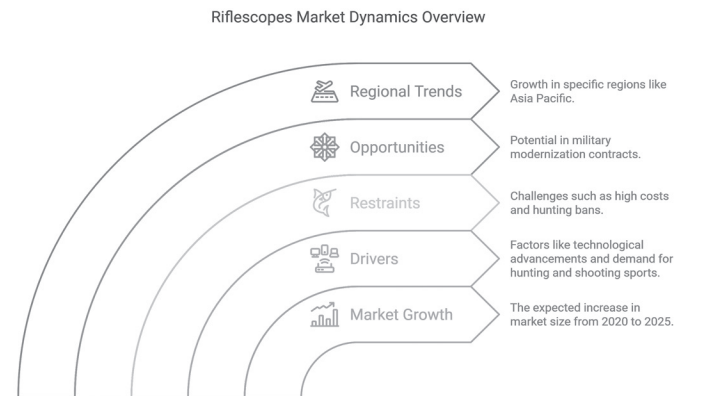 Riflescopes Market Dynamics Overview
Regional Trends
Growth in specific regions like
Asia Pacific.
Opportunities
Potential in military
modernization contracts.
Restraints
Challenges such as high costs
and hunting bans.
Drivers
Factors like technological
advancements and demand for
hunting and shooting sports.
Market Growth
The expected increase in
market size from 2020 to 2025.